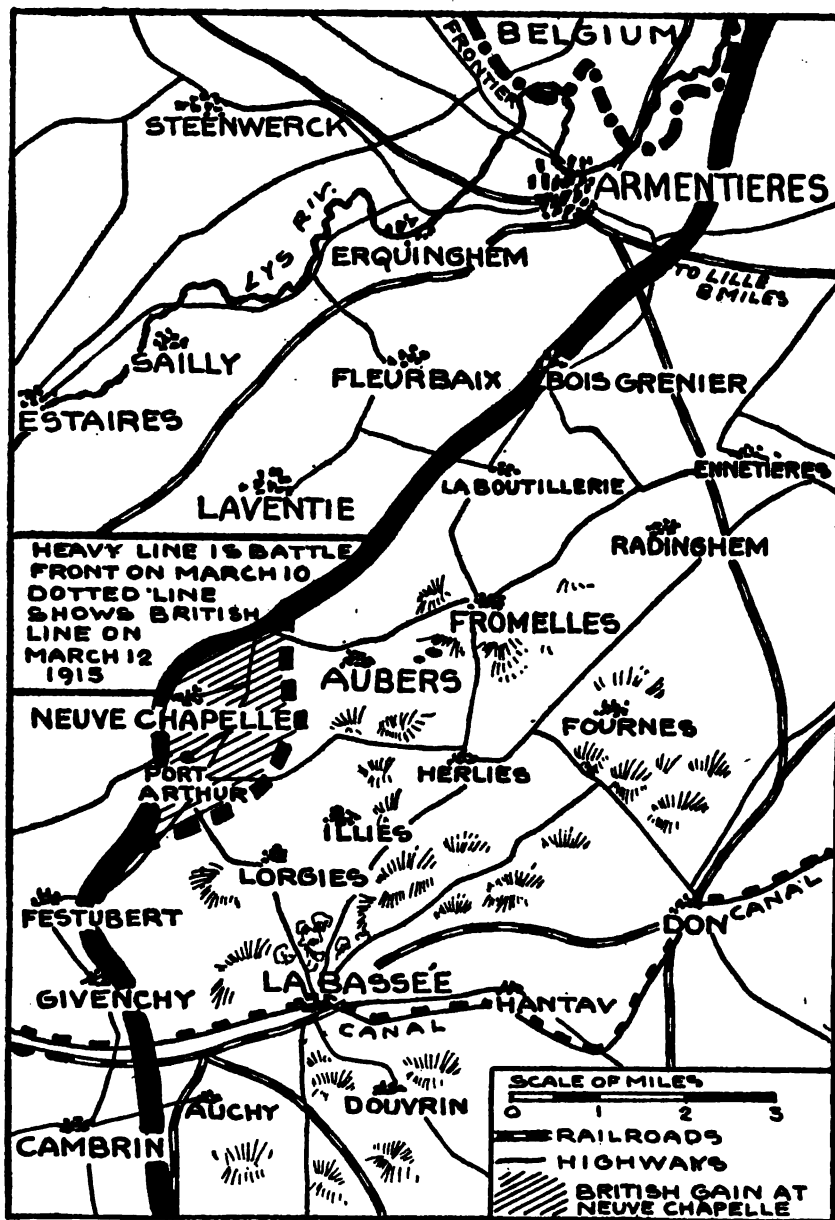 BELGIUM
FRONTIER
STEENWERCK
ARMENTIERES
LYS RIV.
ERQUINGHEM
TO LILLE
8 MILES
SAILLY
FLEURBAIX
BOIS GRENIER
ESTAIRES
ENNETIERES
LA BOUTILLERIE
LAVENTIE
RADINGHEM
HEAVY LINE IS BATTLE
FRONT ON MARCH 10
DOTTED LINE
SHOWS BRITISH
LINE ON
MARCH 12
1915
FROMELLES
AUBERS
NEUVE CHAPELLE
FOURNES
PORT
ARTHUR
HERLIES
ILLIES
LORGIES
FESTUBERT
DON
CANAL
LA BASSÉE
GIVENCHY
HANTAV
CANAL
AUCHY
DOUVRIN
CAMBRIN
SCALE OF MILES
0 1 2 3
RAILROADS
HIGHWAYS
BRITISH GAIN AT
NEUVE CHAPELLE